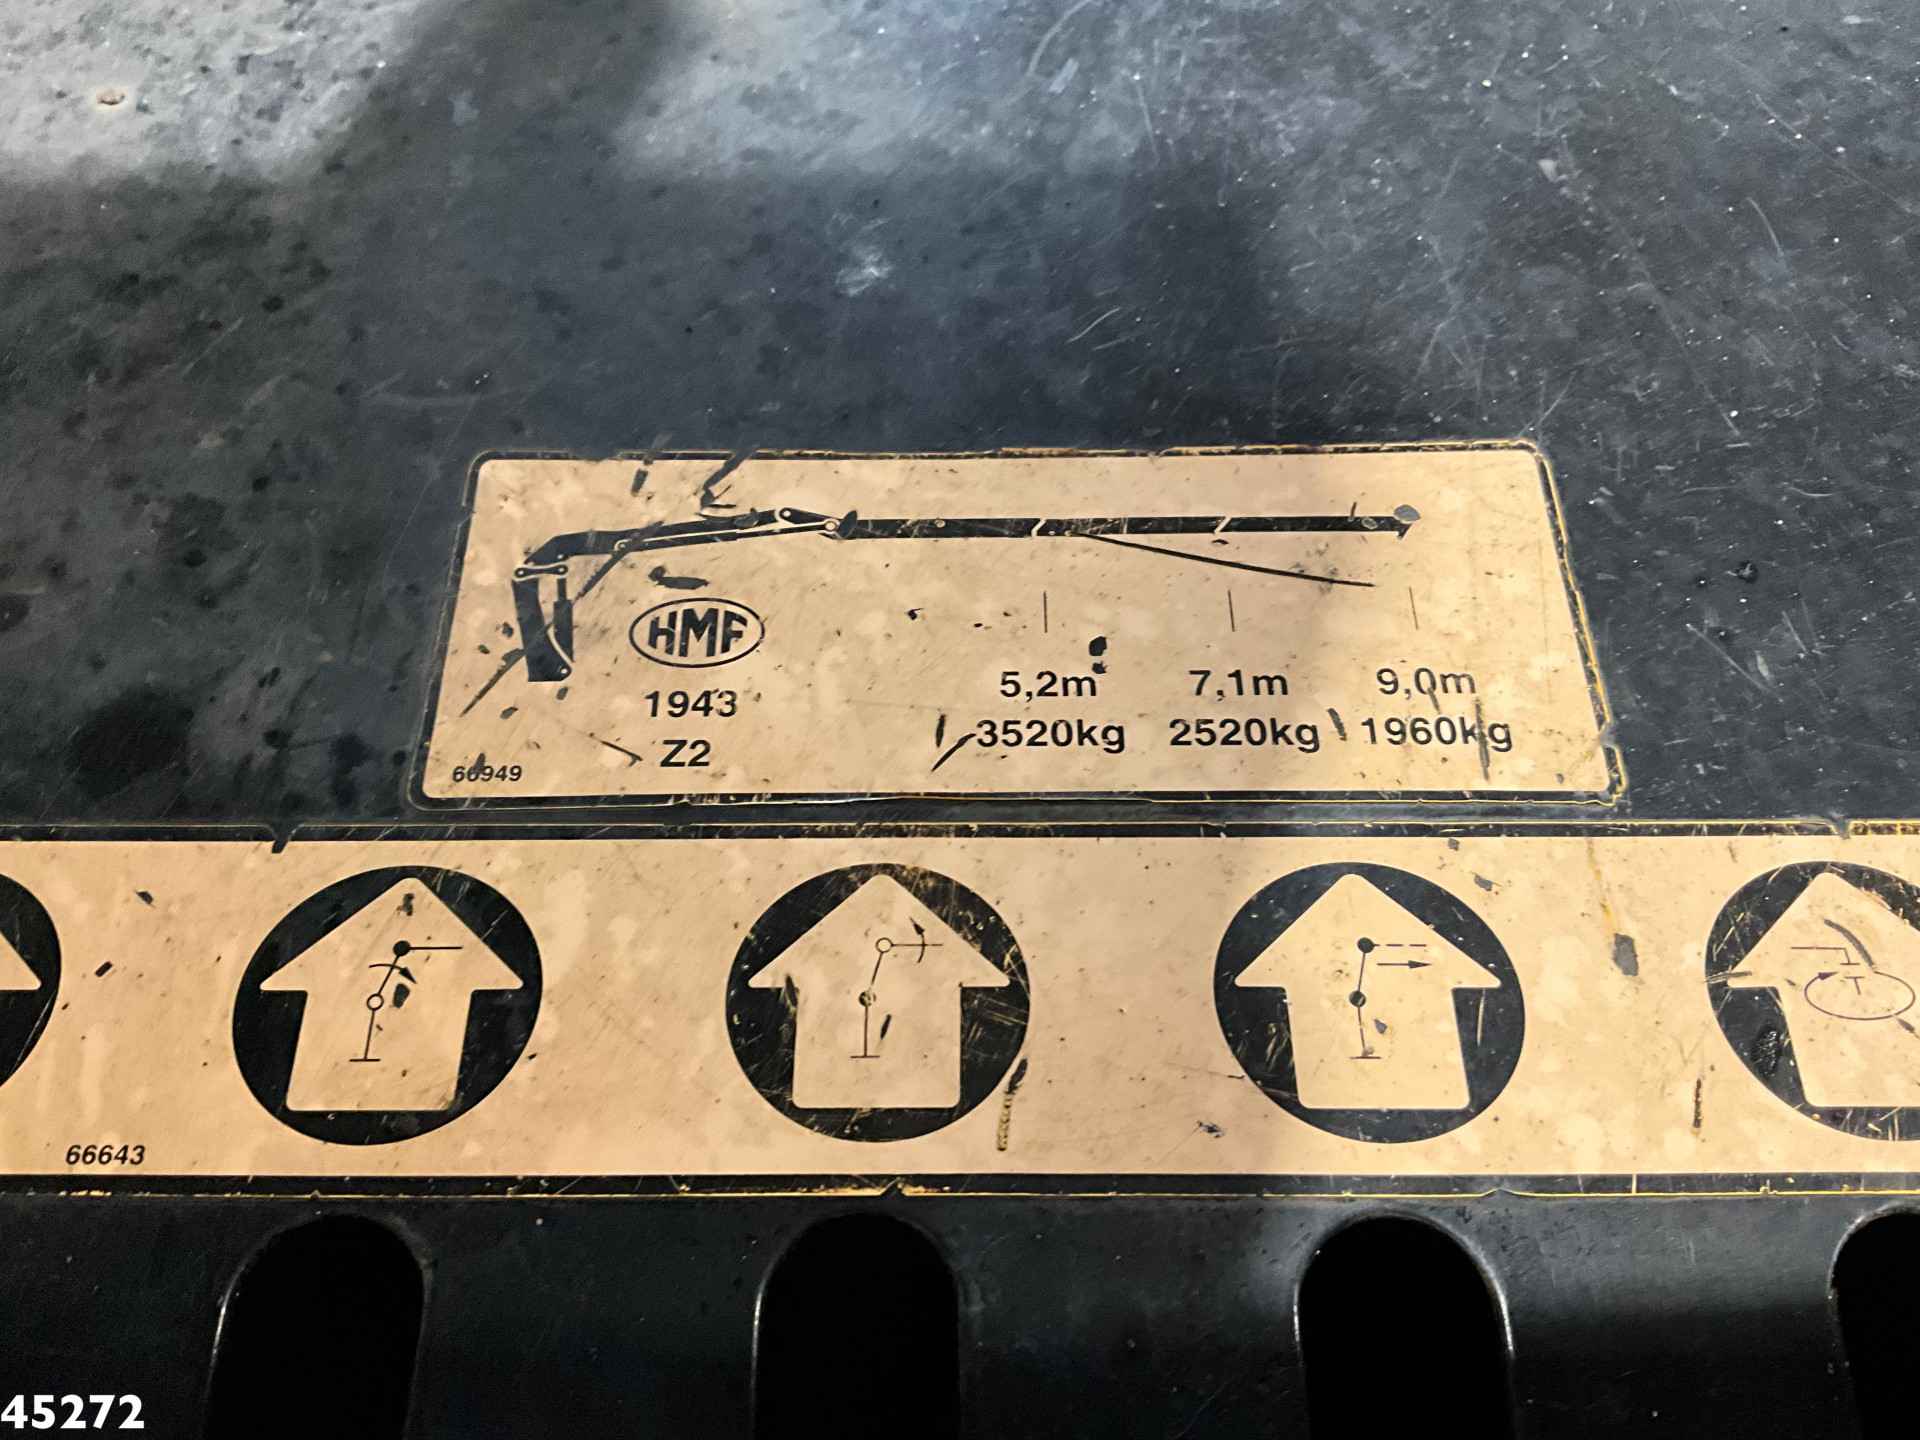 HMF
1943
Z2
5,2m 7,1m 9,0m
3520kg 2520kg 1960kg
66949
66643
45272